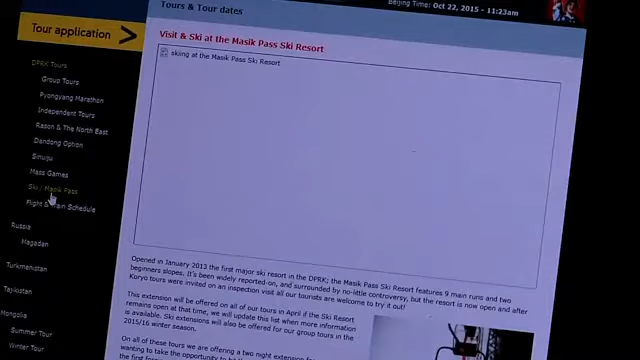 Tours & Tour dates
Beijing Time: Oct 22, 2015 - 11:23am
Tour application
DPRK Tours
Group Tours
Pyongyang Marathon
Independent Tours
Rason & The North East
Dandong Option
Sinuiju
Mass Games
Ski / Masik Pass
Flight & Train Schedule
Russia
Magadan
Turkmenistan
Tajikistan
Mongolia
Summer Tour
Winter Tour
Visit & Ski at the Masik Pass Ski Resort
skiing at the Masik Pass Ski Resort
Opened in January 2013 the first major ski resort in the DPRK; the Masik Pass Ski Resort features 9 main runs and two
beginners slopes. It's been widely reported-on, and surrounded by no-little controversy, but the resort is now open and after
Koryo tours were invited on an inspection visit all our tourists are welcome to try it out!
This extension will be offered on all of our tours in April if the Ski Resort
remains open at that time, we will update this list when more information
is available. Ski extensions will also be offered for our group tours in the
2015/16 winter season.
On all of these tours we are offering a two night extension
wanting to take the opportunity to
the first